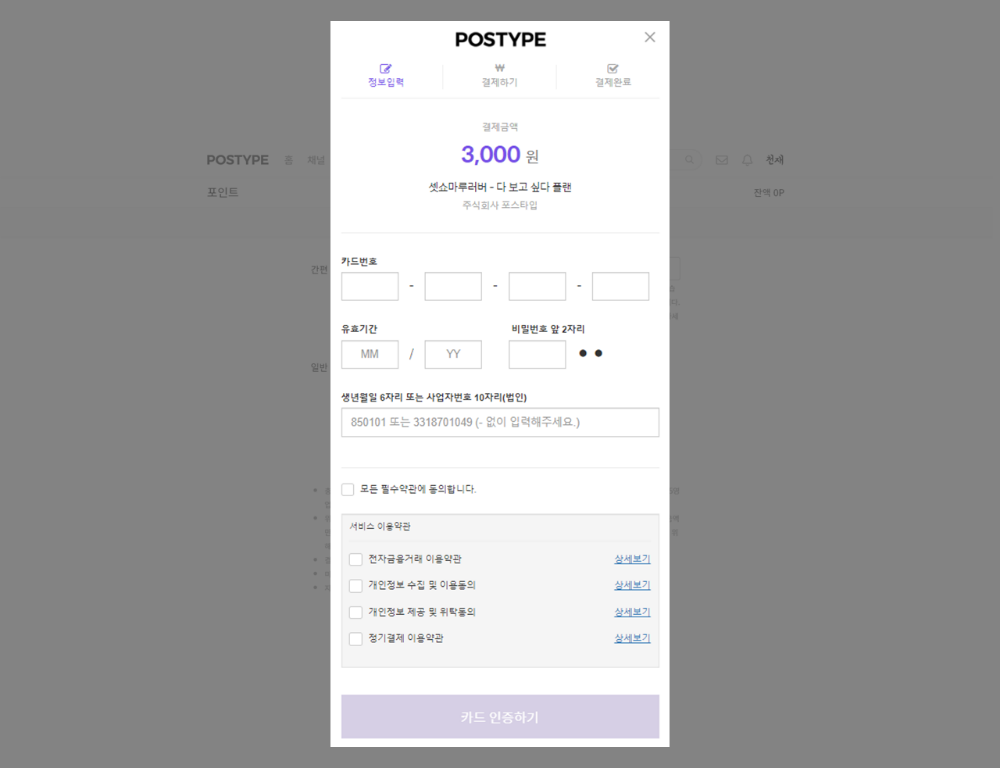 POSTYPE
정보입력
결제하기
결제완료
결제금액
3,000 원
셋쇼마루러버 - 다 보고 싶다 플랜
주식회사 포스타입
POSTYPE 홈 채널
포인트
잔액 0P
간편
일반
카드번호
- - -
유효기간
비밀번호 앞 2자리
MM / YY ● ●
생년월일 6자리 또는 사업자번호 10자리(법인)
850101 또는 3318701049 (- 없이 입력해주세요.)
모든 필수약관에 동의합니다.
서비스 이용약관
전자금융거래 이용약관 상세보기
개인정보 수집 및 이용동의 상세보기
개인정보 제공 및 위탁동의 상세보기
정기결제 이용약관 상세보기
카드 인증하기